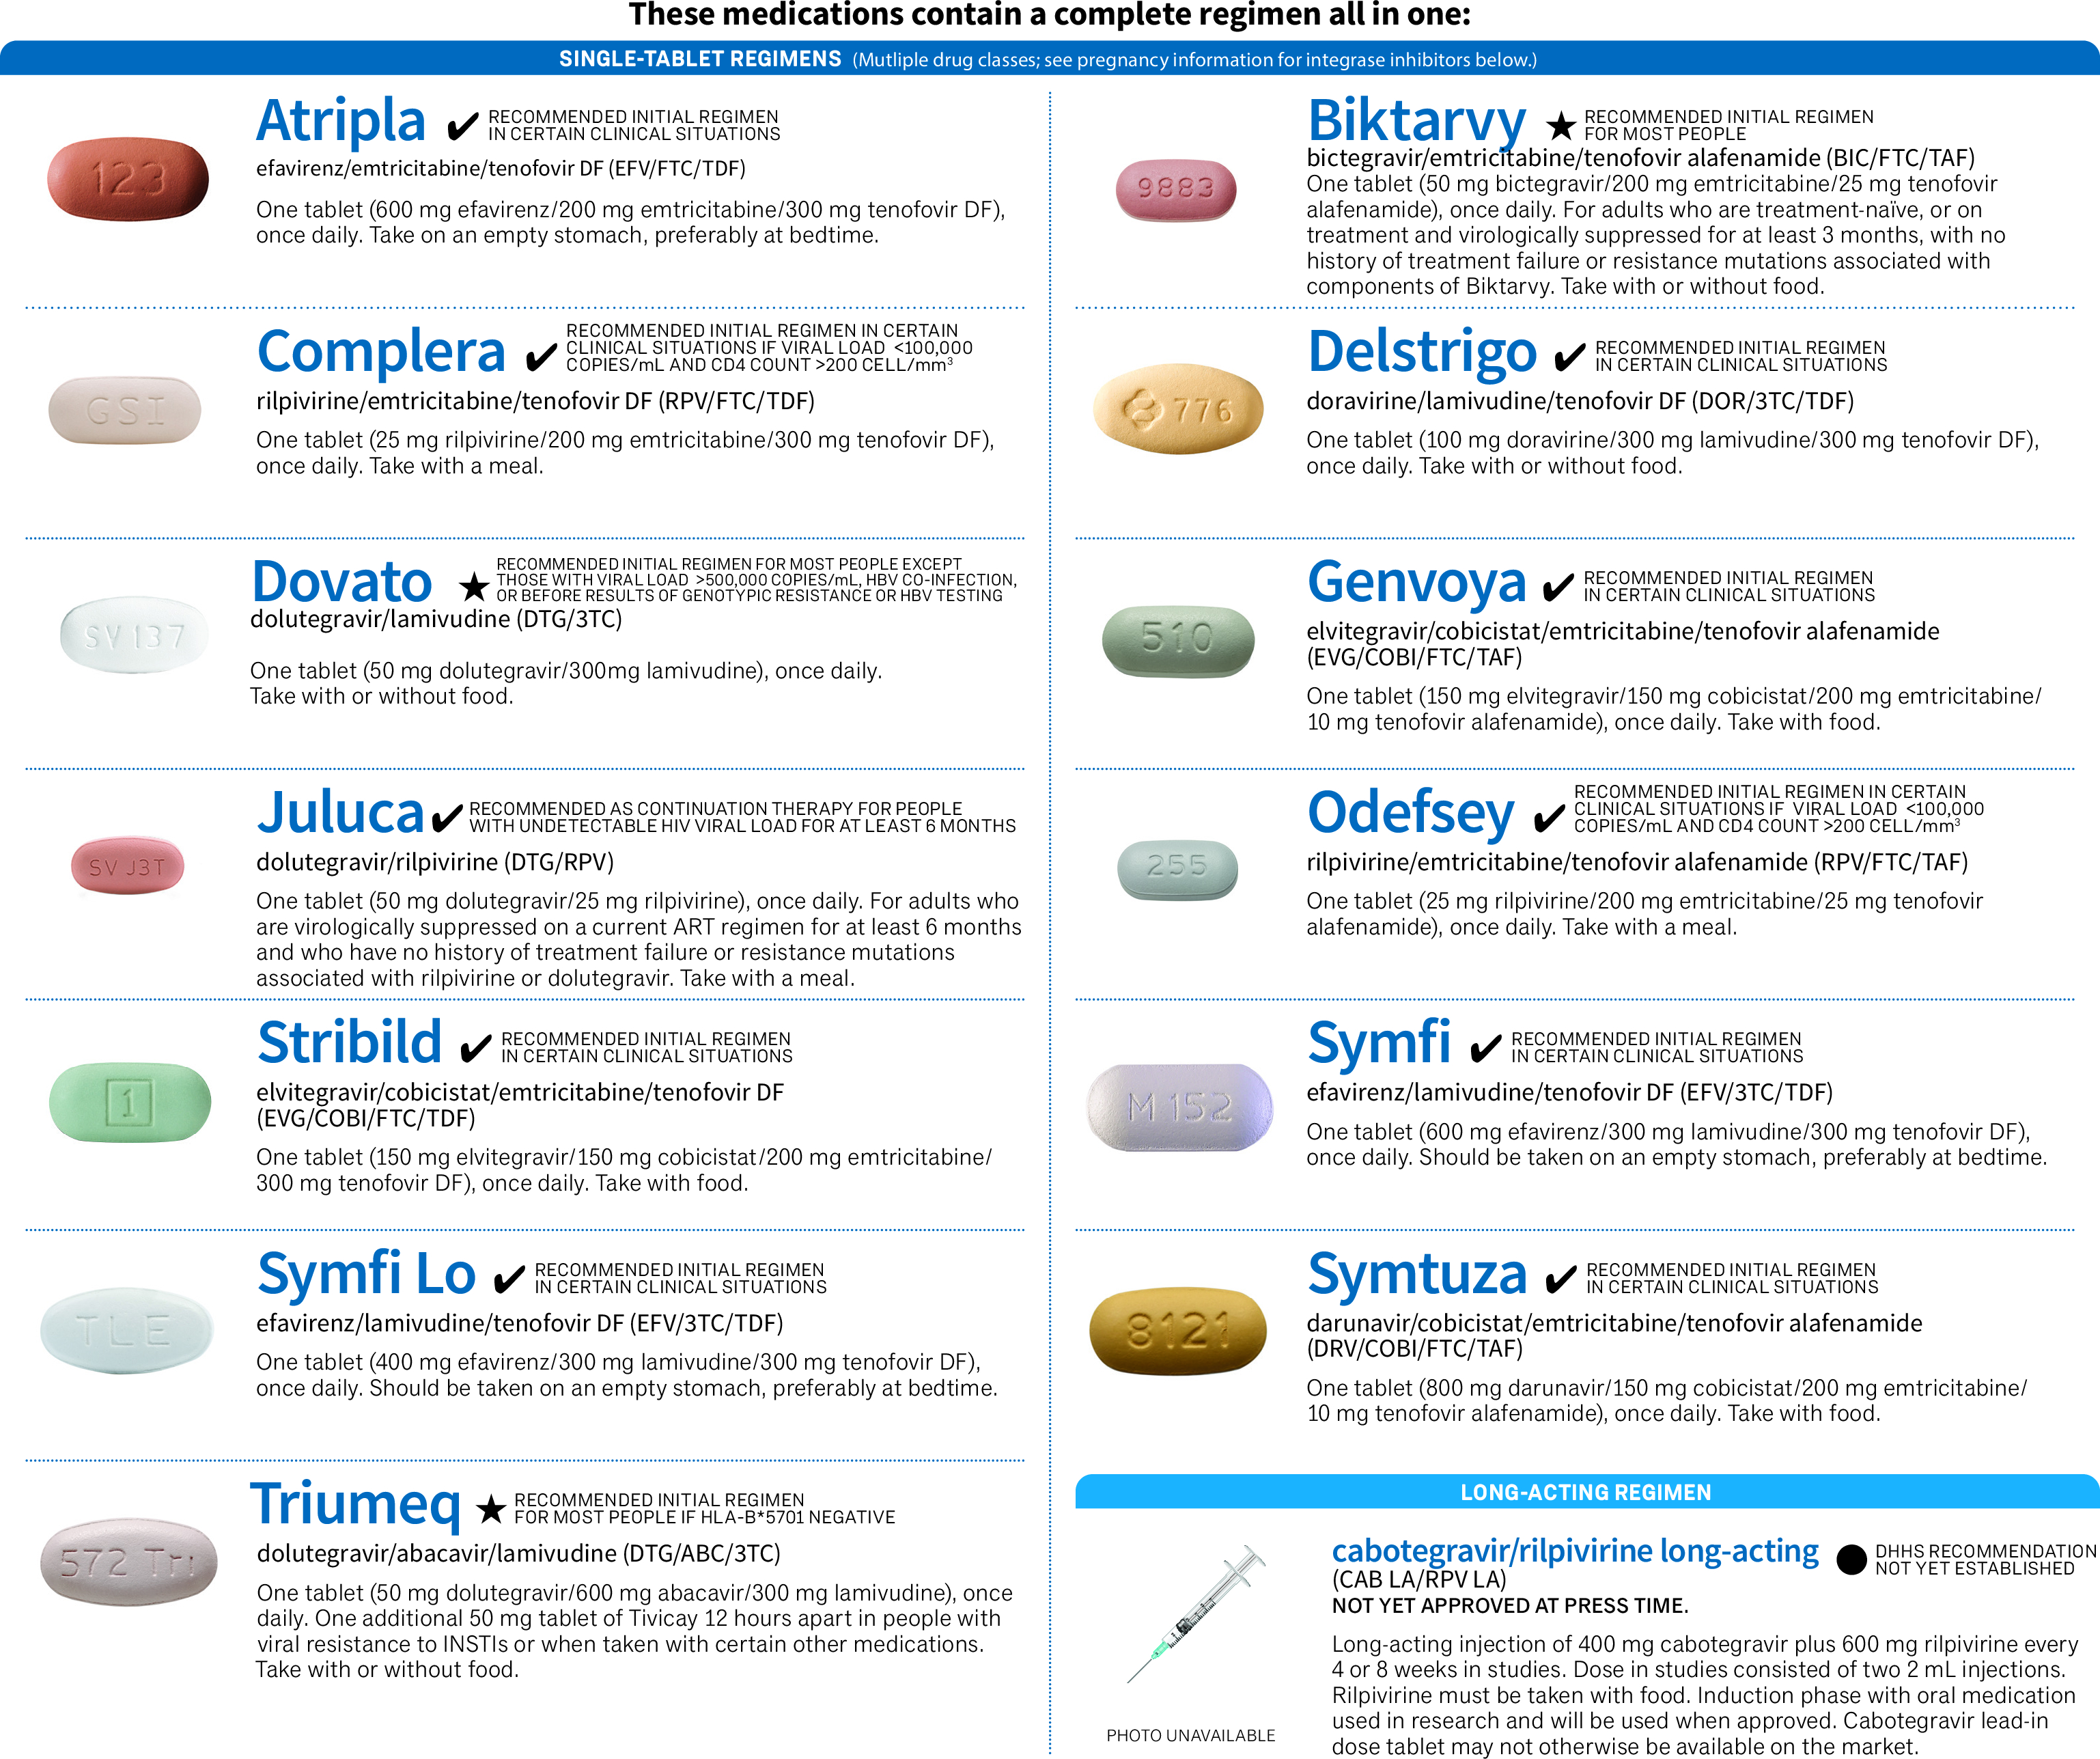 These medications contain a complete regimen all in one:
SINGLE-TABLET REGIMENS (Mutliple drug classes; see pregnancy information for integrase inhibitors below.)
123
Atripla ✔ RECOMMENDED INITIAL REGIMEN
IN CERTAIN CLINICAL SITUATIONS
efavirenz/emtricitabine/tenofovir DF (EFV/FTC/TDF)
One tablet (600 mg efavirenz/200 mg emtricitabine/300 mg tenofovir DF),
once daily. Take on an empty stomach, preferably at bedtime.
GSI
Complera ✔ RECOMMENDED INITIAL REGIMEN IN CERTAIN
CLINICAL SITUATIONS IF VIRAL LOAD <100,000
COPIES/mL AND CD4 COUNT >200 CELL/mm³
rilpivirine/emtricitabine/tenofovir DF (RPV/FTC/TDF)
One tablet (25 mg rilpivirine/200 mg emtricitabine/300 mg tenofovir DF),
once daily. Take with a meal.
SV 137
Dovato ★ RECOMMENDED INITIAL REGIMEN FOR MOST PEOPLE EXCEPT
THOSE WITH VIRAL LOAD >500,000 COPIES/mL, HBV CO-INFECTION,
OR BEFORE RESULTS OF GENOTYPIC RESISTANCE OR HBV TESTING
dolutegravir/lamivudine (DTG/3TC)
One tablet (50 mg dolutegravir/300mg lamivudine), once daily.
Take with or without food.
SV J3T
Juluca ✔ RECOMMENDED AS CONTINUATION THERAPY FOR PEOPLE
WITH UNDETECTABLE HIV VIRAL LOAD FOR AT LEAST 6 MONTHS
dolutegravir/rilpivirine (DTG/RPV)
One tablet (50 mg dolutegravir/25 mg rilpivirine), once daily. For adults who
are virologically suppressed on a current ART regimen for at least 6 months
and who have no history of treatment failure or resistance mutations
associated with rilpivirine or dolutegravir. Take with a meal.
1
Stribild ✔ RECOMMENDED INITIAL REGIMEN
IN CERTAIN CLINICAL SITUATIONS
elvitegravir/cobicistat/emtricitabine/tenofovir DF
(EVG/COBI/FTC/TDF)
One tablet (150 mg elvitegravir/150 mg cobicistat/200 mg emtricitabine/
300 mg tenofovir DF), once daily. Take with food.
TLE
Symfi Lo ✔ RECOMMENDED INITIAL REGIMEN
IN CERTAIN CLINICAL SITUATIONS
efavirenz/lamivudine/tenofovir DF (EFV/3TC/TDF)
One tablet (400 mg efavirenz/300 mg lamivudine/300 mg tenofovir DF),
once daily. Should be taken on an empty stomach, preferably at bedtime.
572 Tri
Triumeq ★ RECOMMENDED INITIAL REGIMEN
FOR MOST PEOPLE IF HLA-B*5701 NEGATIVE
dolutegravir/abacavir/lamivudine (DTG/ABC/3TC)
One tablet (50 mg dolutegravir/600 mg abacavir/300 mg lamivudine), once
daily. One additional 50 mg tablet of Tivicay 12 hours apart in people with
viral resistance to INSTIs or when taken with certain other medications.
Take with or without food.
9883
Biktarvy ★ RECOMMENDED INITIAL REGIMEN
FOR MOST PEOPLE
bictegravir/emtricitabine/tenofovir alafenamide (BIC/FTC/TAF)
One tablet (50 mg bictegravir/200 mg emtricitabine/25 mg tenofovir
alafenamide), once daily. For adults who are treatment-naïve, or on
treatment and virologically suppressed for at least 3 months, with no
history of treatment failure or resistance mutations associated with
components of Biktarvy. Take with or without food.
776
Delstrigo ✔ RECOMMENDED INITIAL REGIMEN
IN CERTAIN CLINICAL SITUATIONS
doravirine/lamivudine/tenofovir DF (DOR/3TC/TDF)
One tablet (100 mg doravirine/300 mg lamivudine/300 mg tenofovir DF),
once daily. Take with or without food.
510
Genvoya ✔ RECOMMENDED INITIAL REGIMEN
IN CERTAIN CLINICAL SITUATIONS
elvitegravir/cobicistat/emtricitabine/tenofovir alafenamide
(EVG/COBI/FTC/TAF)
One tablet (150 mg elvitegravir/150 mg cobicistat/200 mg emtricitabine/
10 mg tenofovir alafenamide), once daily. Take with food.
255
Odefsey ✔ RECOMMENDED INITIAL REGIMEN IN CERTAIN
CLINICAL SITUATIONS IF VIRAL LOAD <100,000
COPIES/mL AND CD4 COUNT >200 CELL/mm³
rilpivirine/emtricitabine/tenofovir alafenamide (RPV/FTC/TAF)
One tablet (25 mg rilpivirine/200 mg emtricitabine/25 mg tenofovir
alafenamide), once daily. Take with a meal.
M 152
Symfi ✔ RECOMMENDED INITIAL REGIMEN
IN CERTAIN CLINICAL SITUATIONS
efavirenz/lamivudine/tenofovir DF (EFV/3TC/TDF)
One tablet (600 mg efavirenz/300 mg lamivudine/300 mg tenofovir DF),
once daily. Should be taken on an empty stomach, preferably at bedtime.
8121
Symtuza ✔ RECOMMENDED INITIAL REGIMEN
IN CERTAIN CLINICAL SITUATIONS
darunavir/cobicistat/emtricitabine/tenofovir alafenamide
(DRV/COBI/FTC/TAF)
One tablet (800 mg darunavir/150 mg cobicistat/200 mg emtricitabine/
10 mg tenofovir alafenamide), once daily. Take with food.
LONG-ACTING REGIMEN
cabotegravir/rilpivirine long-acting ● DHHS RECOMMENDATION
NOT YET ESTABLISHED
(CAB LA/RPV LA)
NOT YET APPROVED AT PRESS TIME.
Long-acting injection of 400 mg cabotegravir plus 600 mg rilpivirine every
4 or 8 weeks in studies. Dose in studies consisted of two 2 mL injections.
Rilpivirine must be taken with food. Induction phase with oral medication
used in research and will be used when approved. Cabotegravir lead-in
dose tablet may not otherwise be available on the market.
PHOTO UNAVAILABLE